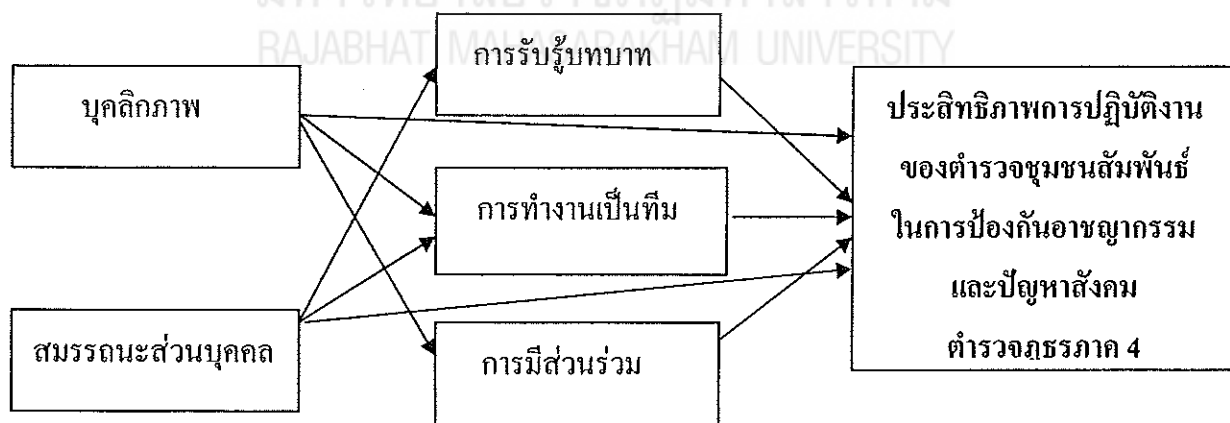 RAJABHAT MAHASARAKHAM UNIVERSITY
บุคลิกภาพ
สมรรถนะส่วนบุคคล
การรับรู้บทบาท
การทำงานเป็นทีม
การมีส่วนร่วม
ประสิทธิภาพการปฏิบัติงาน
ของตำรวจชุมชนสัมพันธ์
ในการป้องกันอาชญากรรม
และปัญหาสังคม
ตำรวจภูธรภาค 4